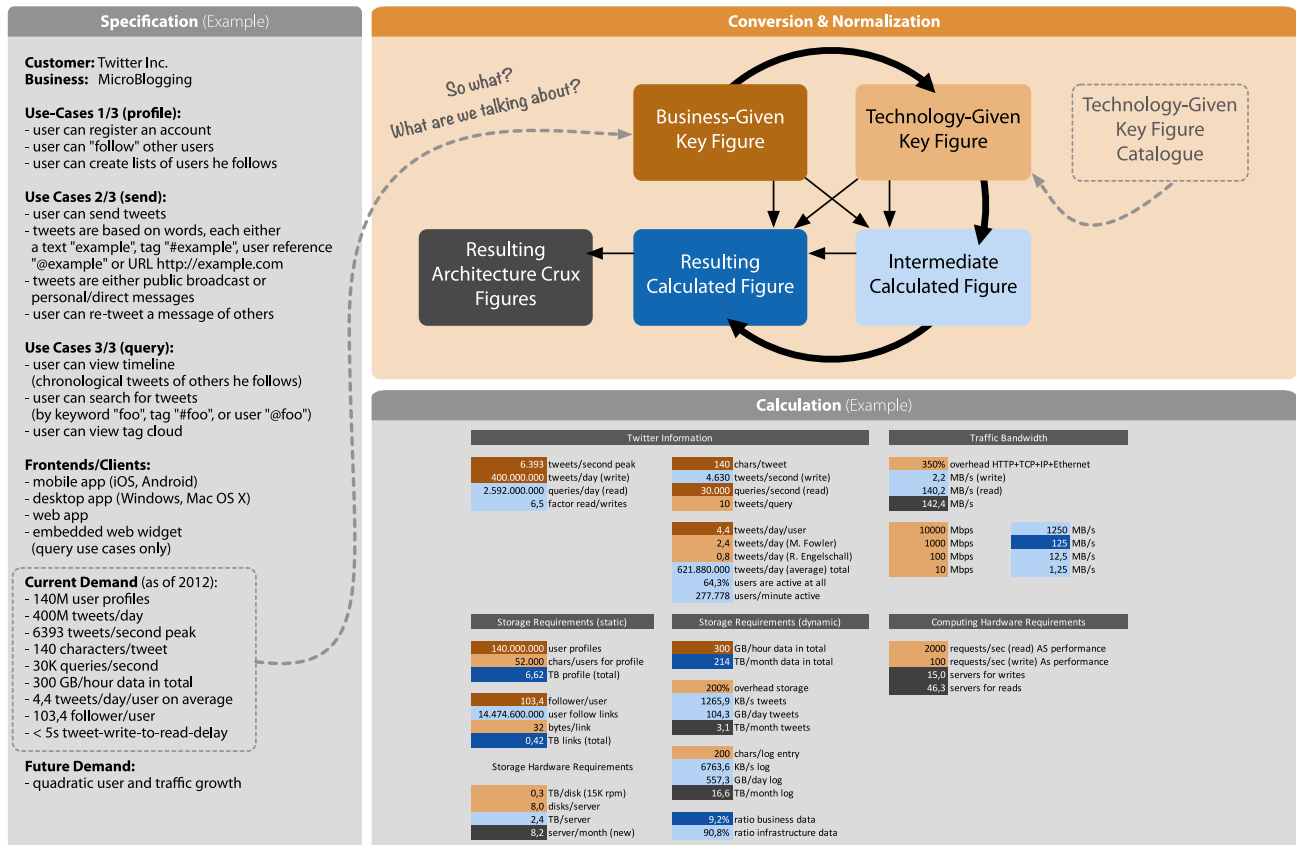 Specification (Example)
Customer: Twitter Inc.
Business: MicroBlogging
Use-Cases 1/3 (profile):
- user can register an account
- user can "follow" other users
- user can create lists of users he follows
Use Cases 2/3 (send):
- user can send tweets
- tweets are based on words, each either
a text "example", tag "#example", user reference
"@example" or URL http://example.com
- tweets are either public broadcast or
personal/direct messages
- user can re-tweet a message of others
Use Cases 3/3 (query):
- user can view timeline
(chronological tweets of others he follows)
- user can search for tweets
(by keyword "foo", tag "#foo", or user "@foo")
- user can view tag cloud
Frontends/Clients:
- mobile app (iOS, Android)
- desktop app (Windows, Mac OS X)
- web app
- embedded web widget
(query use cases only)
Current Demand (as of 2012):
- 140M user profiles
- 400M tweets/day
- 6393 tweets/second peak
- 140 characters/tweet
- 30K queries/second
- 300 GB/hour data in total
- 4,4 tweets/day/user on average
- 103,4 follower/user
- < 5s tweet-write-to-read-delay
Future Demand:
- quadratic user and traffic growth
Conversion & Normalization
So what?
What are we talking about?
Business-Given
Key Figure
Technology-Given
Key Figure
Technology-Given
Key Figure
Catalogue
Resulting
Architecture Crux
Figures
Resulting
Calculated Figure
Intermediate
Calculated Figure
Calculation (Example)
Twitter Information
6.393 tweets/second peak
400.000.000 tweets/day (write)
2.592.000.000 queries/day (read)
6,5 factor read/writes
140 chars/tweet
4.630 tweets/second (write)
30.000 queries/second (read)
10 tweets/query
4,4 tweets/day/user
2,4 tweets/day (M. Fowler)
0,8 tweets/day (R. Engelschall)
621.880.000 tweets/day (average) total
64,3% users are active at all
277.778 users/minute active
Traffic Bandwidth
350% overhead HTTP+TCP+IP+Ethernet
2,2 MB/s (write)
140,2 MB/s (read)
142,4 MB/s
10000 Mbps 1250 MB/s
1000 Mbps 125 MB/s
100 Mbps 12,5 MB/s
10 Mbps 1,25 MB/s
Storage Requirements (static)
140.000.000 user profiles
52.000 chars/users for profile
6,62 TB profile (total)
103,4 follower/user
14.474.600.000 user follow links
32 bytes/link
0,42 TB links (total)
Storage Hardware Requirements
0,3 TB/disk (15K rpm)
8,0 disks/server
2,4 TB/server
8,2 server/month (new)
Storage Requirements (dynamic)
300 GB/hour data in total
214 TB/month data in total
200% overhead storage
1265,9 KB/s tweets
104,3 GB/day tweets
3,1 TB/month tweets
200 chars/log entry
6763,6 KB/s log
557,3 GB/day log
16,6 TB/month log
9,2% ratio business data
90,8% ratio infrastructure data
Computing Hardware Requirements
2000 requests/sec (read) AS performance
100 requests/sec (write) As performance
15,0 servers for writes
46,3 servers for reads